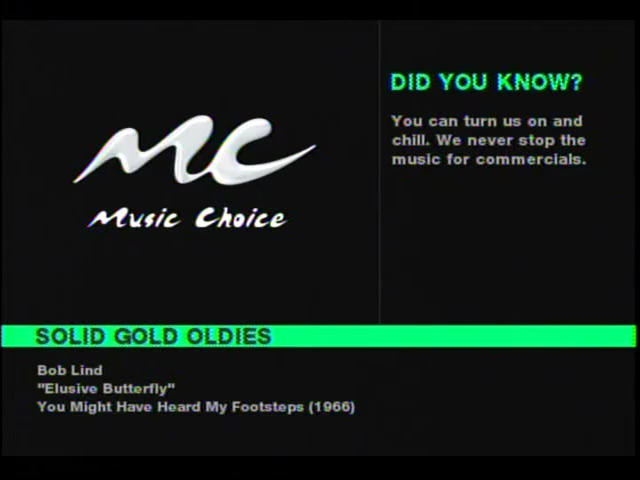 MC
Music Choice
DID YOU KNOW?
You can turn us on and
chill. We never stop the
music for commercials.
SOLID GOLD OLDIES
Bob Lind
"Elusive Butterfly"
You Might Have Heard My Footsteps (1966)